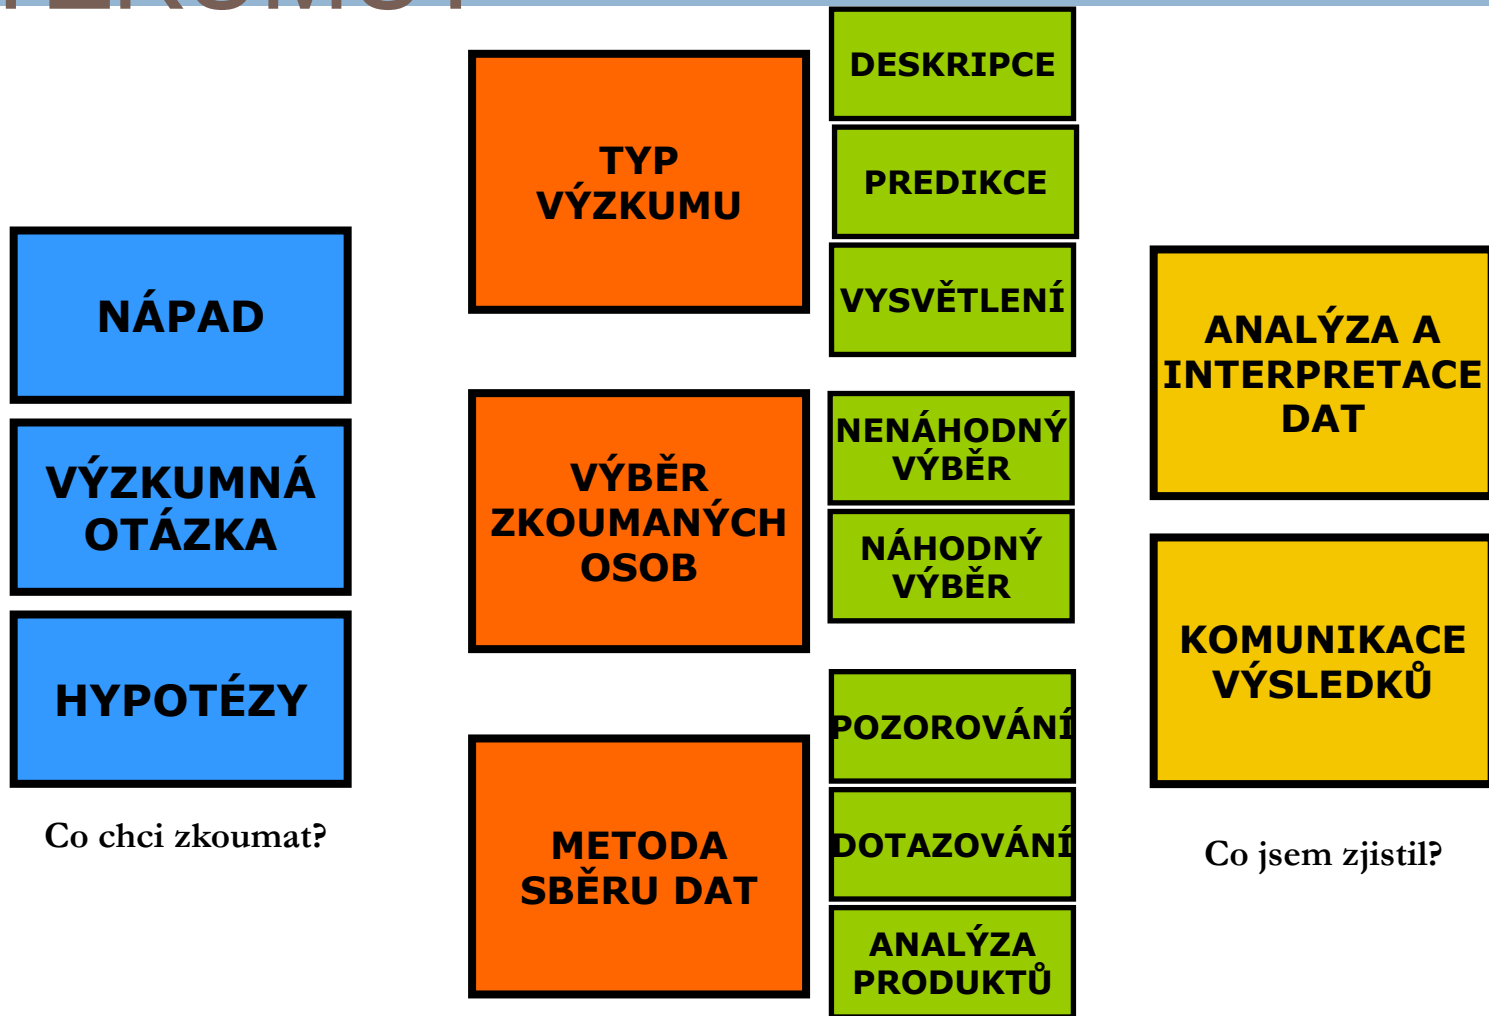 NÁPAD
VÝZKUMNÁ
OTÁZKA
HYPOTÉZY
Co chci zkoumat?
TYP
VÝZKUMU
DESKRIPCE
PREDIKCE
VYSVĚTLENÍ
VÝBĚR
ZKOUMANÝCH
OSOB
NENÁHODNÝ
VÝBĚR
NÁHODNÝ
VÝBĚR
METODA
SBĚRU DAT
POZOROVÁNÍ
DOTAZOVÁNÍ
ANALÝZA
PRODUKTŮ
ANALÝZA A
INTERPRETACE
DAT
KOMUNIKACE
VÝSLEDKŮ
Co jsem zjistil?